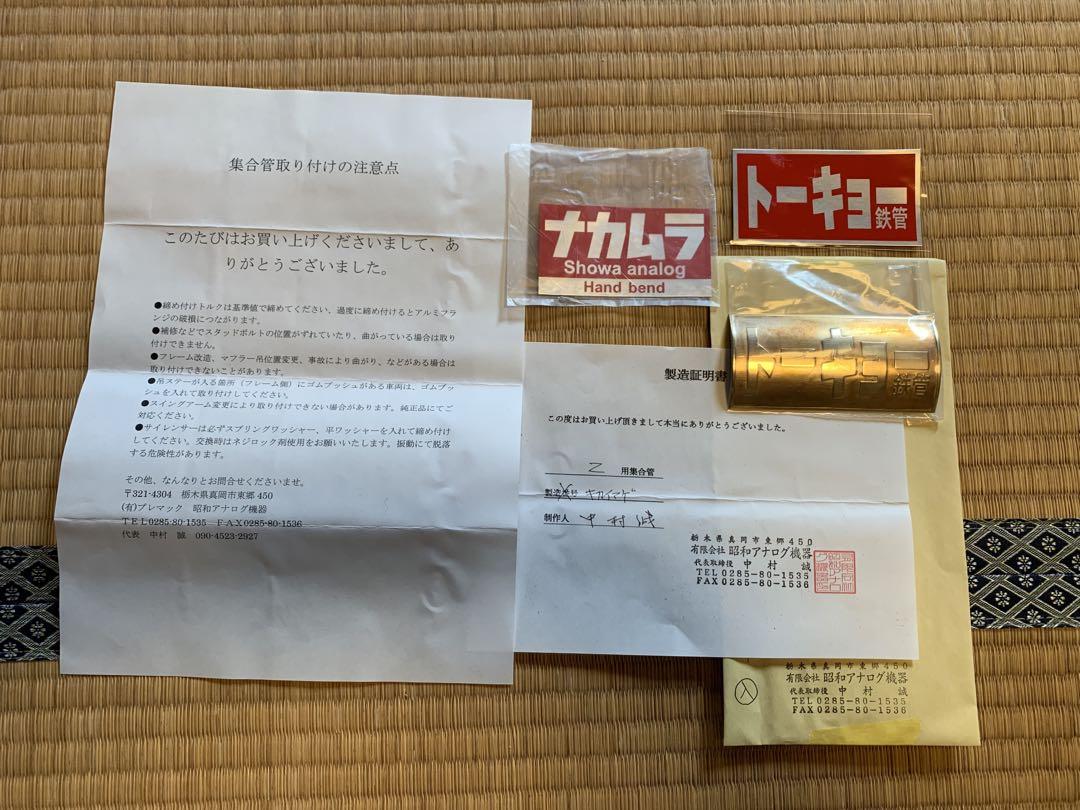 集合管取り付けの注意点
このたびはお買い上げくださいまして、あ
りがとうございました。
●締め付けトルクは基準値で締めてください、過度に締め付けるとアルミフラ
ンジの破損につながります。
●補修などでスタッドボルトの位置がずれていたり、曲がっている場合は取り
付けできません。
●フレーム改造、マフラー吊位置変更、事故により曲がり、などがある場合は
取り付けできないことがあります。
●吊ステーが入る箇所（フレーム側）にゴムブッシュがある車両は、ゴムブッ
シュを入れて取り付けしてください。
●スイングアーム変更により取り付けできない場合があります。純正品にてご
対応ください。
●サイレンサーは必ずスプリングワッシャー、平ワッシャーを入れて締め付け
してください。交換時はネジロック剤使用をお願いいたします。振動にて脱落
する危険性があります。
その他、なんなりとお問合せくださいませ。
〒321-4304 栃木県真岡市東郷 450
(有)ブレマック 昭和アナログ機器
ＴＥＬ0285-80-1535 ＦＡＸ0285-80-1536
代表 中村 誠 090-4523-2927
ナカムラ
Showa analog
Hand bend
トーキョー鉄管
トーキョー鉄管
製造証明書
この度はお買い上げ頂きまして本当にありがとうございました。
Z 用集合管
製造番号
制作人 中村 誠
栃木県真岡市東郷450
有限会社 昭和アナログ機器
代表取締役 中村 誠
TEL 0285-80-1535
FAX 0285-80-1536
栃木県真岡市東郷450
有限会社 昭和アナログ機器
代表取締役 中村 誠
TEL 0285-80-1535
FAX 0285-80-1536
入